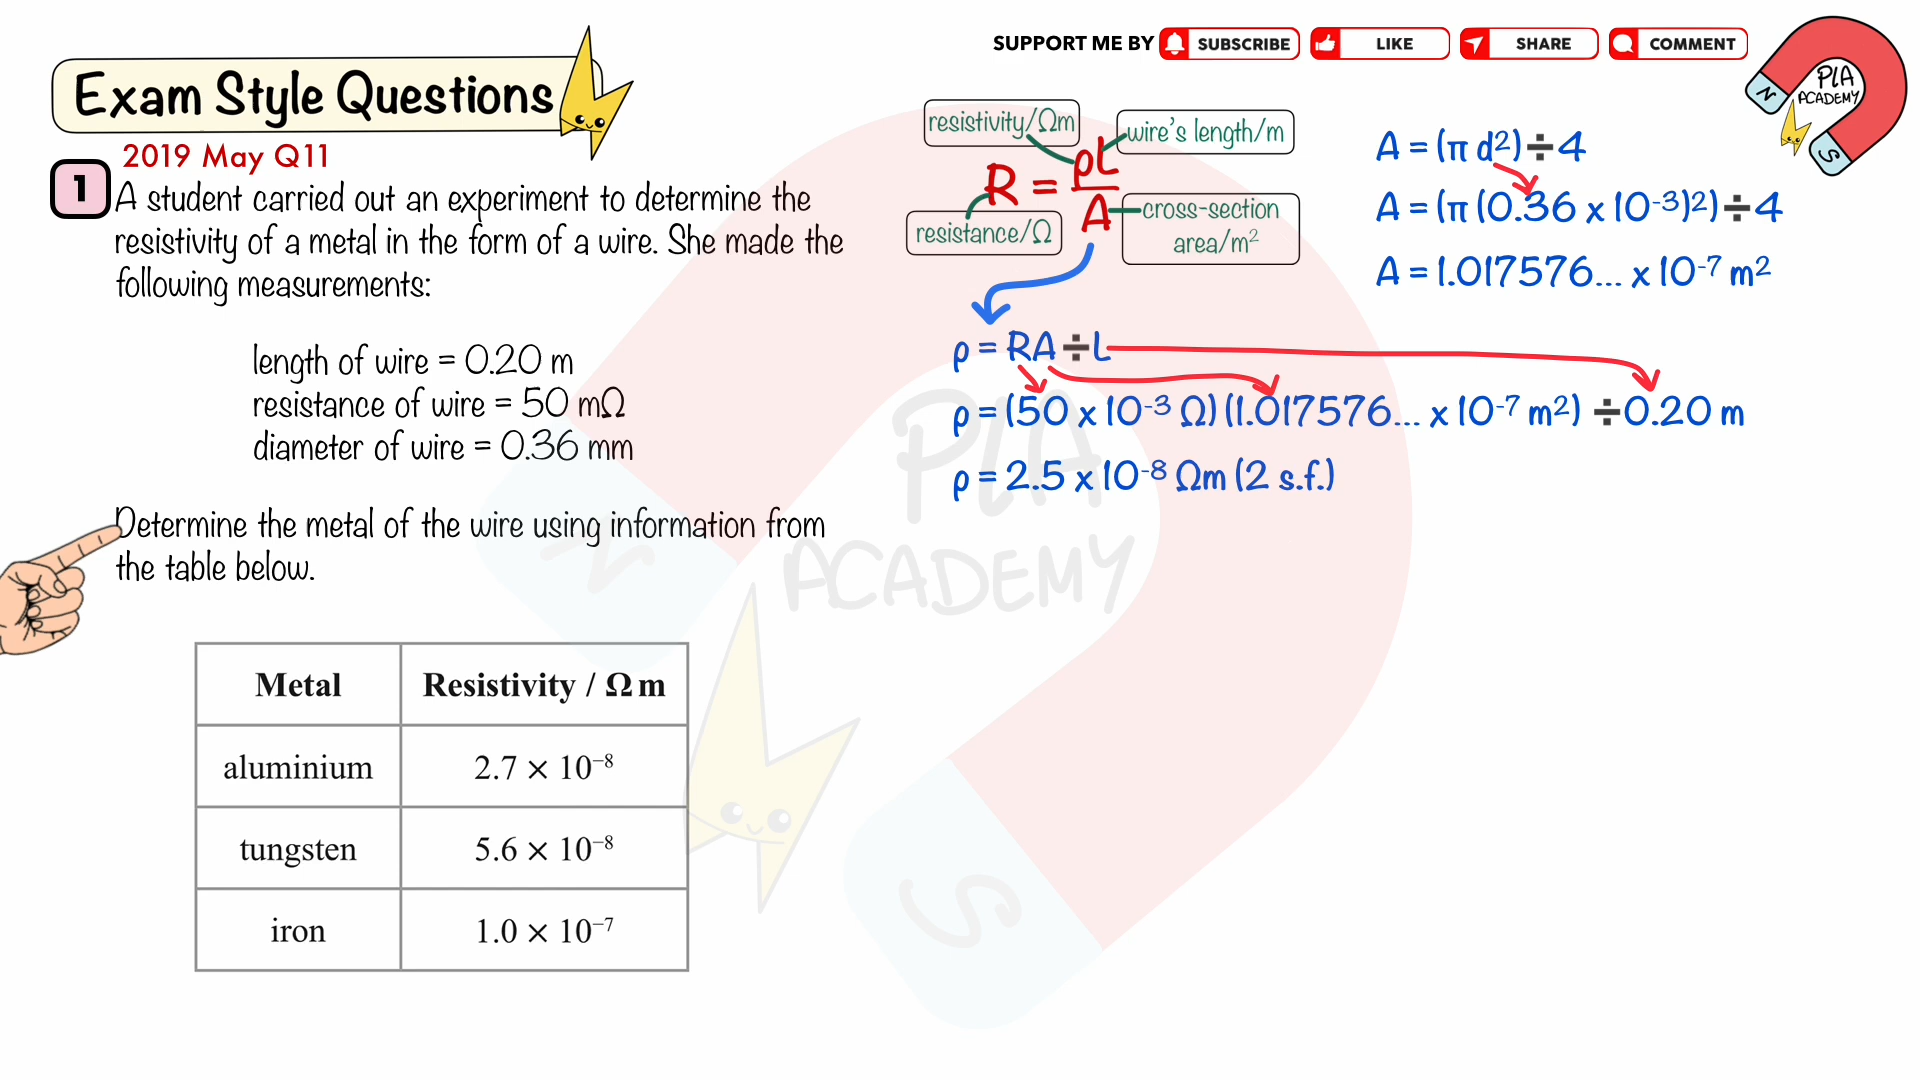 SUPPORT ME BY SUBSCRIBE LIKE SHARE COMMENT
PLA
ACADEMY
N
S
Exam Style Questions
2019 May Q11
1
A student carried out an experiment to determine the
resistivity of a metal in the form of a wire. She made the
following measurements:
length of wire = 0.20 m
resistance of wire = 50 mΩ
diameter of wire = 0.36 mm
Determine the metal of the wire using information from
the table below.
Metal Resistivity / Ω m
aluminium 2.7 × 10⁻⁸
tungsten 5.6 × 10⁻⁸
iron 1.0 × 10⁻⁷
resistivity/Ωm
wire's length/m
R = ρL/A
resistance/Ω
cross-section
area/m²
A = (π d²) ÷ 4
A = (π (0.36 x 10⁻³)²) ÷ 4
A = 1.017576... x 10⁻⁷ m²
ρ = RA ÷ L
ρ = (50 x 10⁻³ Ω) (1.017576... x 10⁻⁷ m²) ÷ 0.20 m
ρ = 2.5 x 10⁻⁸ Ωm (2 s.f.)
PLA
ACADEMY
N
S